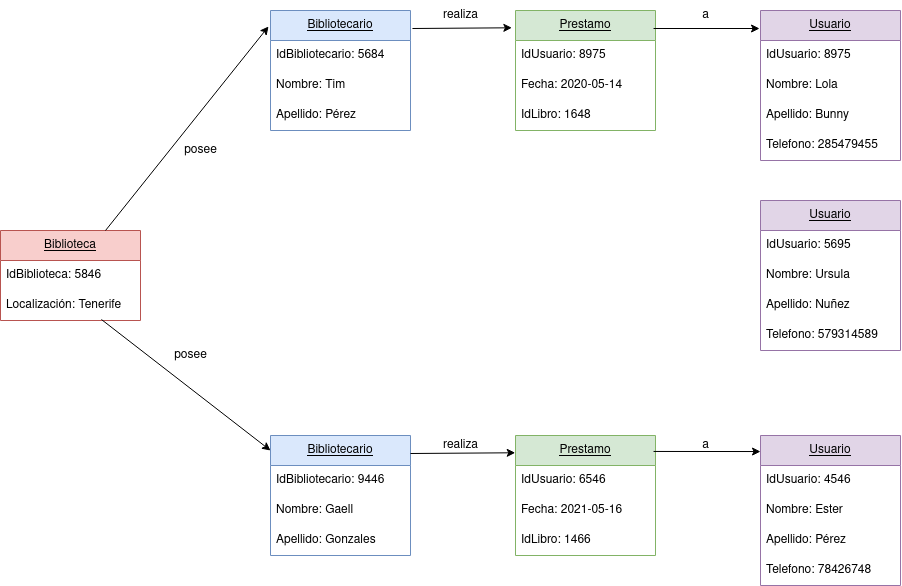 Bibliotecario
IdBibliotecario: 5684
Nombre: Tim
Apellido: Pérez
realiza
Prestamo
IdUsuario: 8975
Fecha: 2020-05-14
IdLibro: 1648
a
Usuario
IdUsuario: 8975
Nombre: Lola
Apellido: Bunny
Telefono: 285479455
posee
Usuario
IdUsuario: 5695
Nombre: Ursula
Apellido: Nuñez
Telefono: 579314589
Biblioteca
IdBiblioteca: 5846
Localización: Tenerife
posee
Bibliotecario
IdBibliotecario: 9446
Nombre: Gaell
Apellido: Gonzales
realiza
Prestamo
IdUsuario: 6546
Fecha: 2021-05-16
IdLibro: 1466
a
Usuario
IdUsuario: 4546
Nombre: Ester
Apellido: Pérez
Telefono: 78426748